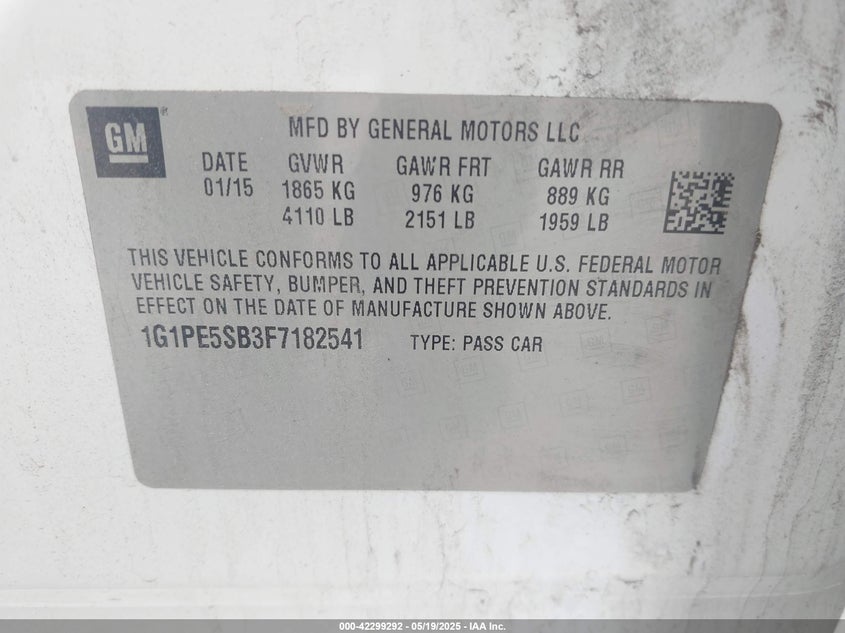 GM
MFD BY GENERAL MOTORS LLC
DATE GVWR GAWR FRT GAWR RR
01/15 1865 KG 976 KG 889 KG
4110 LB 2151 LB 1959 LB
THIS VEHICLE CONFORMS TO ALL APPLICABLE U.S. FEDERAL MOTOR
VEHICLE SAFETY, BUMPER, AND THEFT PREVENTION STANDARDS IN
EFFECT ON THE DATE OF MANUFACTURE SHOWN ABOVE.
1G1PE5SB3F7182541 TYPE: PASS CAR
000-42299292 - 05/19/2025 - IAA Inc.